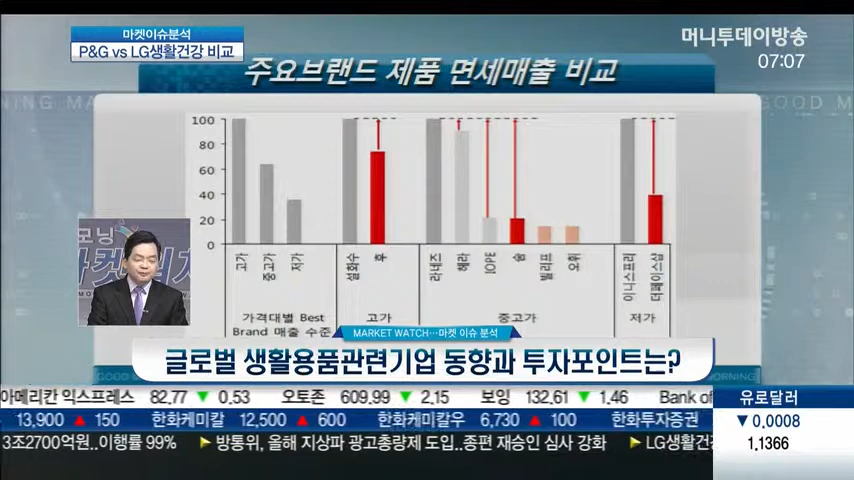 마켓이슈분석
P&G vs LG생활건강 비교
머니투데이방송
07:07
주요브랜드 제품 면세매출 비교
100
80
60
40
20
0
고가
중고가
저가
설화수
후
라네즈
헤라
IOPE
숨
빌리프
오휘
이니스프리
더페이스샵
가격대별 Best
Brand 매출 수준
고가
중고가
저가
모닝
MARKET WATCH…마켓 이슈 분석
글로벌 생활용품관련기업 동향과 투자포인트는?
GOOD
MORNING
아메리칸 익스프레스 82,77 ▼ 0,53 오토존 609,99 ▼ 2,15 보잉 132,61 ▼ 1,46 Bank of
13,900 ▲ 150 한화케미칼 12,500 ▲ 600 한화케미칼우 6,730 ▲ 100 한화투자증권
3조2700억원..이행률 99% ▶ 방통위, 올해 지상파 광고총량제 도입..종편 재승인 심사 강화 ▶ LG생활건
유로달러
▼0,0008
1,1366